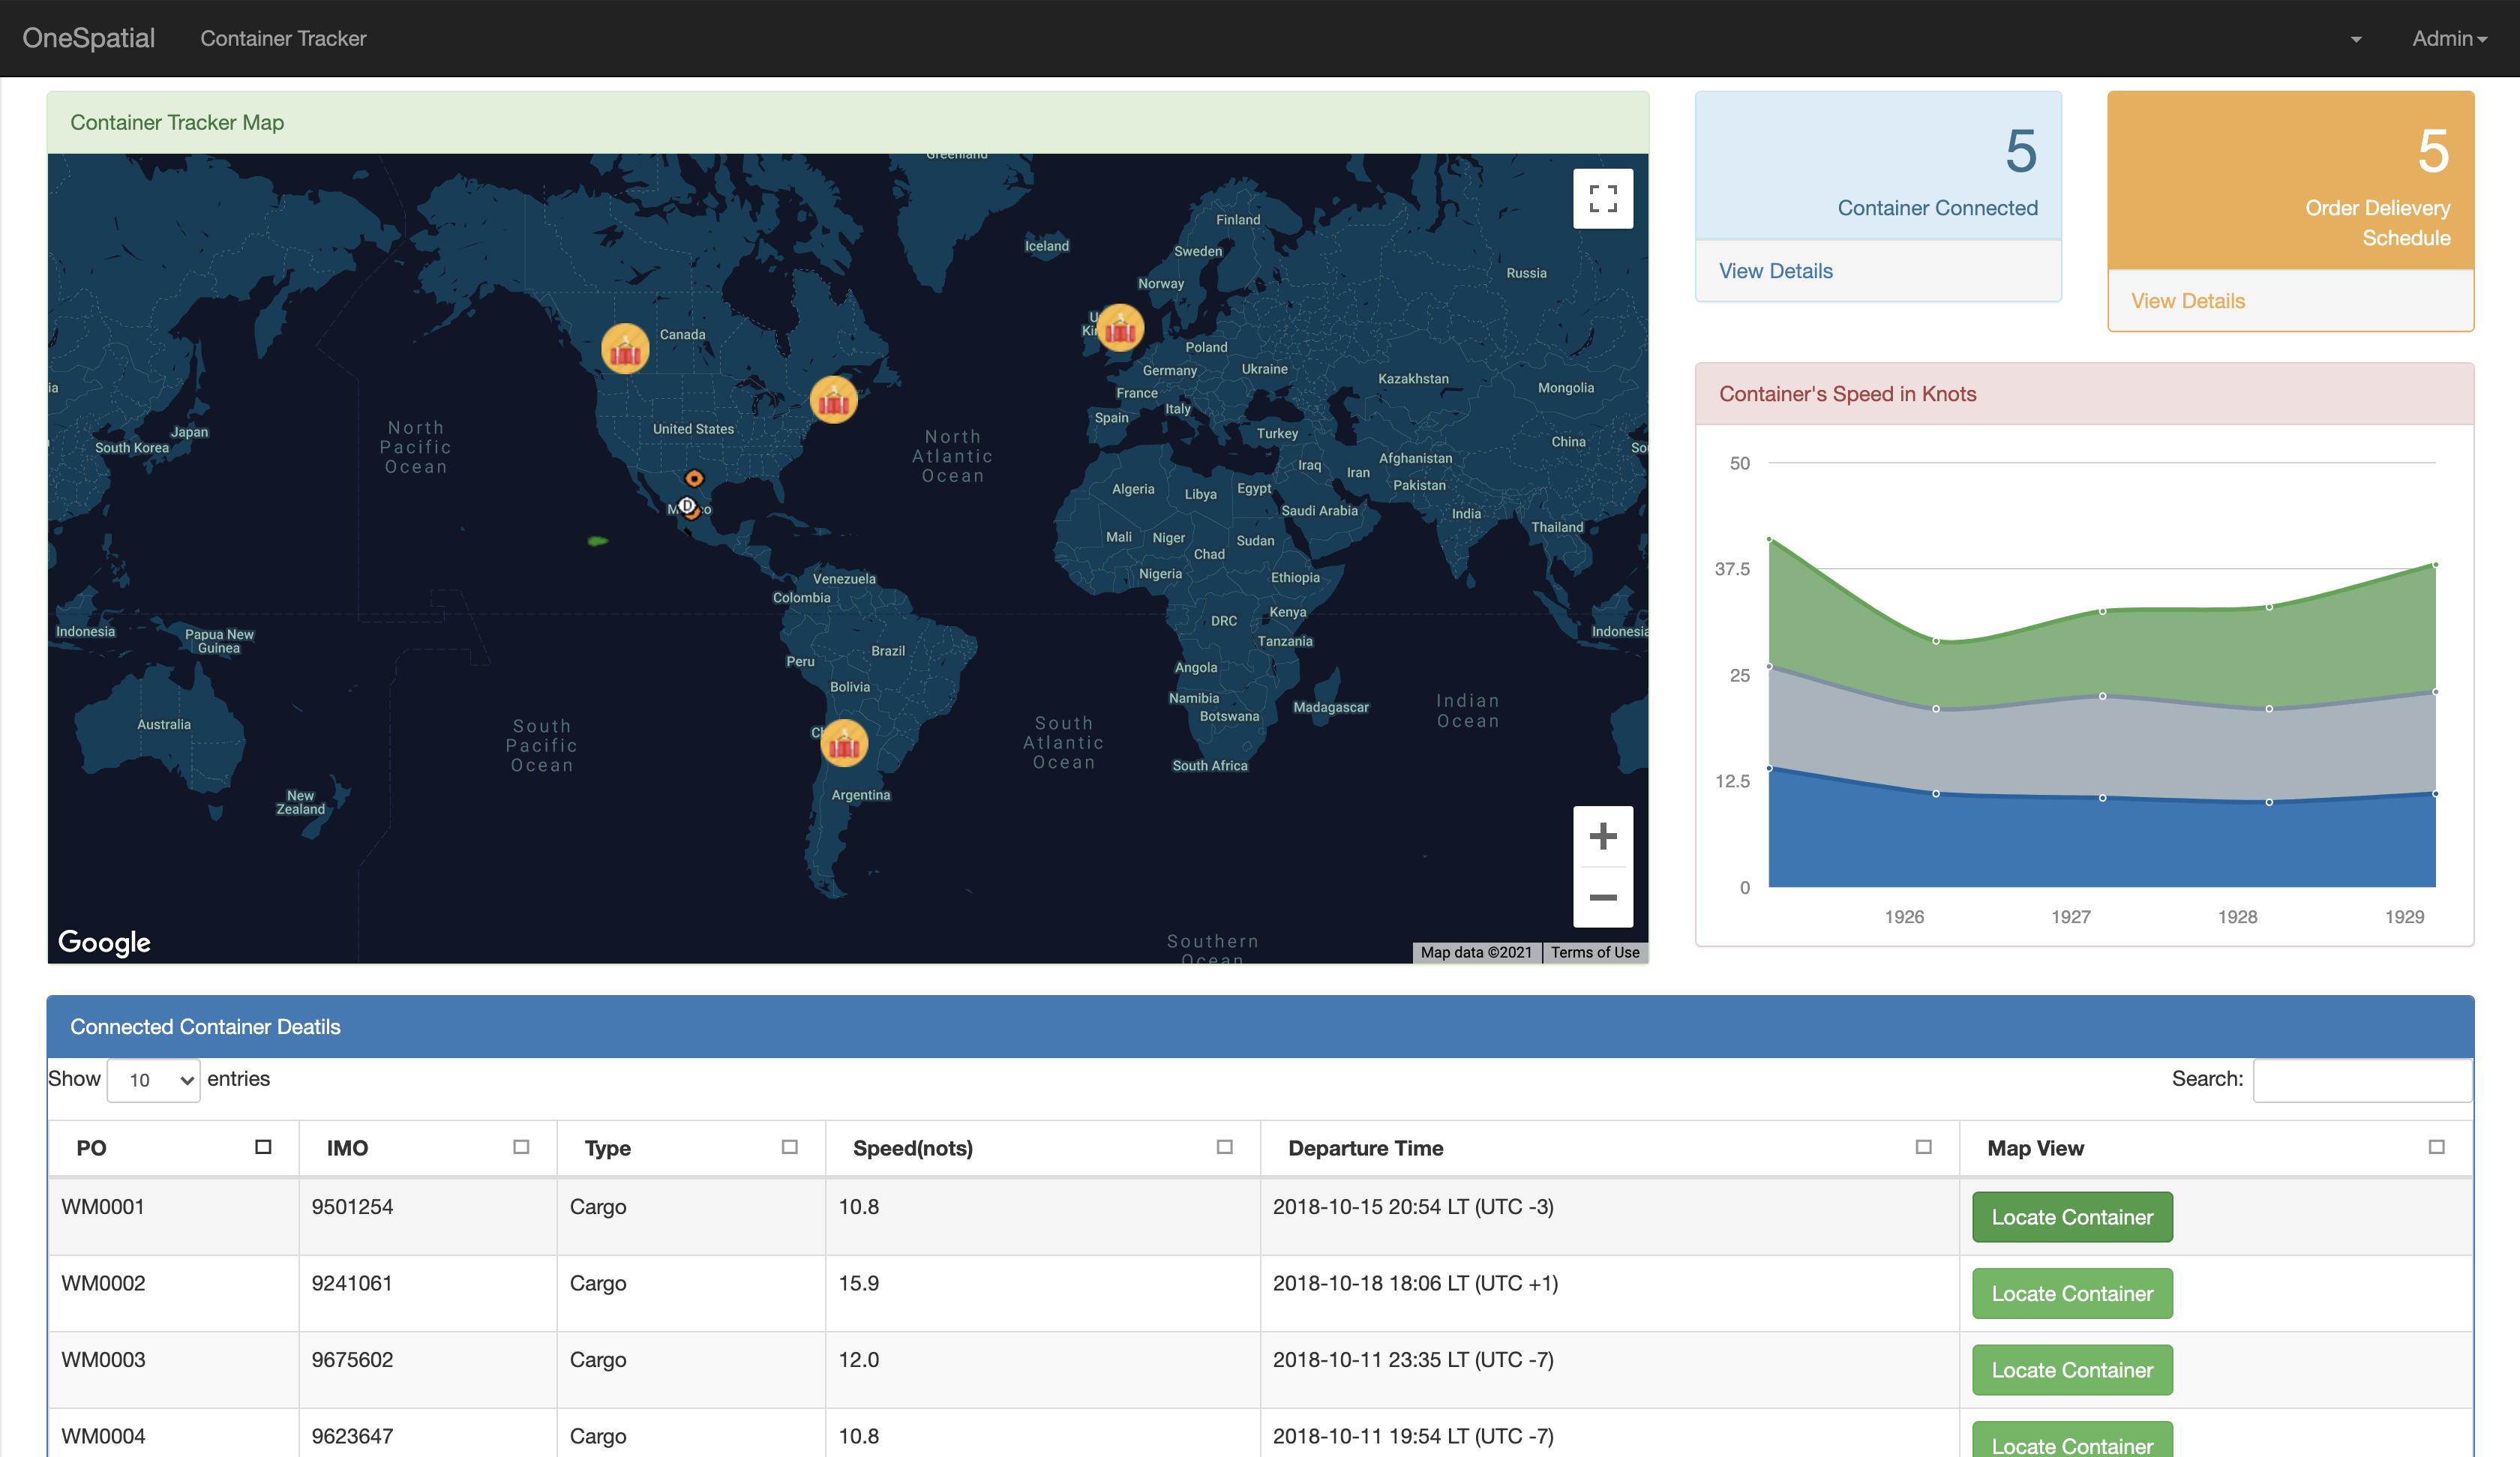 OneSpatial
Container Tracker
Admin
Container Tracker Map
Greenland
Finland
Iceland
Sweden
Russia
Norway
Canada
Poland
Germany
Ukraine
Kazakhstan
Mongolia
France
Italy
Spain
United States
Turkey
China
Japan
South Korea
North
Pacific
Ocean
North
Atlantic
Ocean
Iraq
Iran
Afghanistan
Pakistan
Algeria
Libya
Egypt
Saudi Arabia
India
Thailand
D
Mali
Niger
Chad
Sudan
Nigeria
Ethiopia
Venezuela
Colombia
Kenya
DRC
Tanzania
Indonesia
Papua New
Guinea
Indonesia
Peru
Brazil
Bolivia
Angola
Namibia
Botswana
Madagascar
Indian
Ocean
Australia
South
Pacific
Ocean
South
Atlantic
Ocean
South Africa
Argentina
New
Zealand
Southern
Ocean
Google
Map data ©2021
Terms of Use
5
Container Connected
View Details
5
Order Delievery
Schedule
View Details
Container's Speed in Knots
50
37.5
25
12.5
0
1926
1927
1928
1929
Connected Container Deatils
Show 10 entries
Search:
PO IMO Type Speed(nots) Departure Time Map View
WM0001 9501254 Cargo 10.8 2018-10-15 20:54 LT (UTC -3) Locate Container
WM0002 9241061 Cargo 15.9 2018-10-18 18:06 LT (UTC +1) Locate Container
WM0003 9675602 Cargo 12.0 2018-10-11 23:35 LT (UTC -7) Locate Container
WM0004 9623647 Cargo 10.8 2018-10-11 19:54 LT (UTC -7) Locate Container